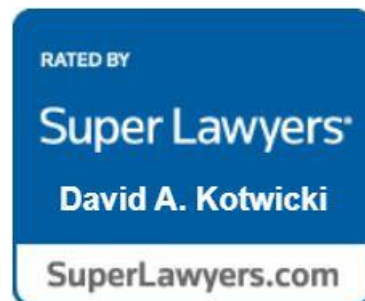 RATED BY
Super Lawyers®
David A. Kotwicki
SuperLawyers.com